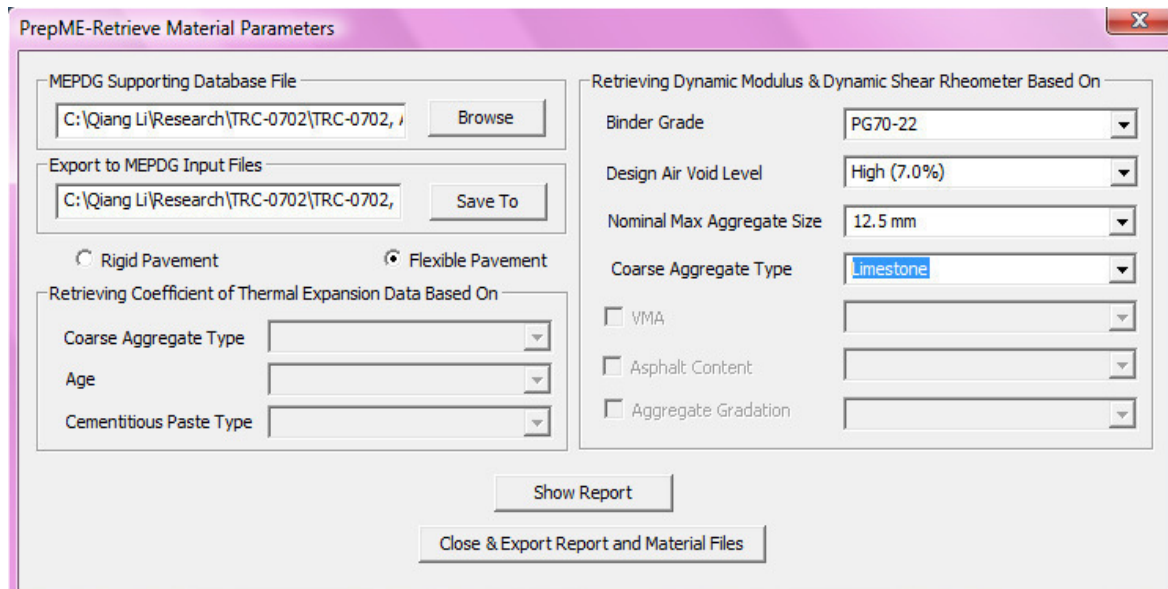 PrepME-Retrieve Material Parameters
X
MEPDG Supporting Database File
C:\Qiang Li\Research\TRC-0702\TRC-0702, /
Browse
Export to MEPDG Input Files
C:\Qiang Li\Research\TRC-0702\TRC-0702,
Save To
Rigid Pavement
Flexible Pavement
Retrieving Coefficient of Thermal Expansion Data Based On
Coarse Aggregate Type
Age
Cementitious Paste Type
Retrieving Dynamic Modulus & Dynamic Shear Rheometer Based On
Binder Grade
PG70-22
Design Air Void Level
High (7.0%)
Nominal Max Aggregate Size
12.5 mm
Coarse Aggregate Type
Limestone
VMA
Asphalt Content
Aggregate Gradation
Show Report
Close & Export Report and Material Files